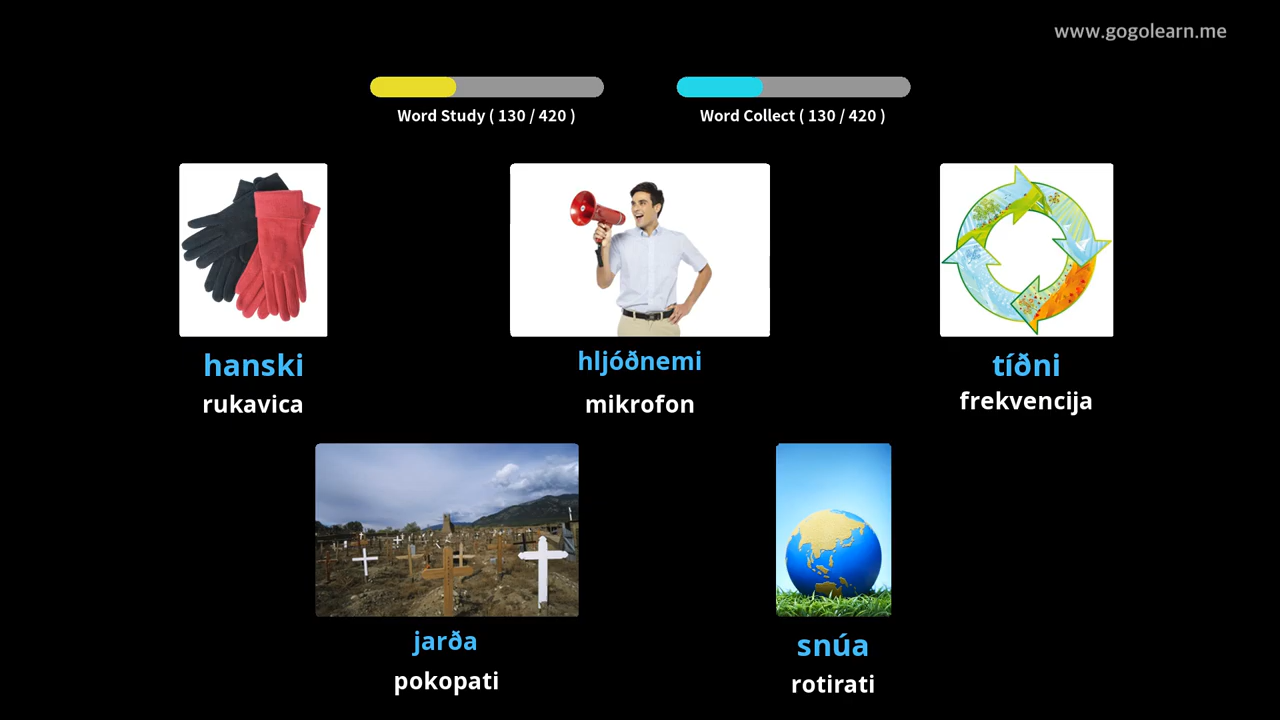 www.gogolearn.me
Word Study ( 130 / 420 )
Word Collect ( 130 / 420 )
hanski
rukavica
hljóðnemi
mikrofon
tíðni
frekvencija
jarða
pokopati
snúa
rotirati